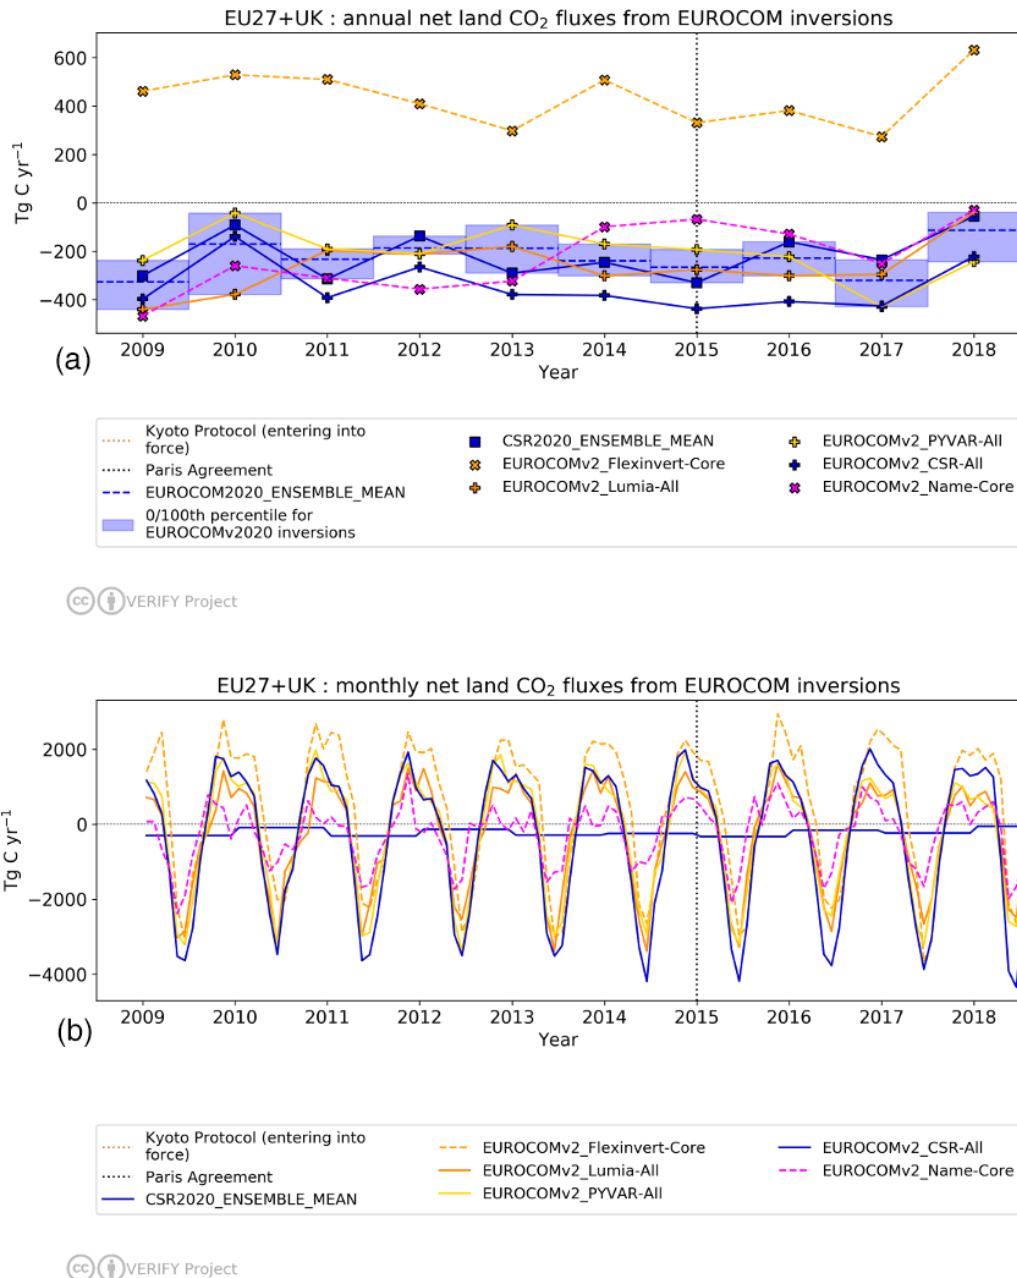 EU27+UK : annual net land CO₂ fluxes from EUROCOM inversions
600
400
200
0
−200
−400
Tg C yr⁻¹
2009 2010 2011 2012 2013 2014 2015 2016 2017 2018
Year
(a)
Kyoto Protocol (entering into
force)
Paris Agreement
EUROCOM2020_ENSEMBLE_MEAN
0/100th percentile for
EUROCOMv2020 inversions
CSR2020_ENSEMBLE_MEAN
EUROCOMv2_Flexinvert-Core
EUROCOMv2_Lumia-All
EUROCOMv2_PYVAR-All
EUROCOMv2_CSR-All
EUROCOMv2_Name-Core
cc VERIFY Project
EU27+UK : monthly net land CO₂ fluxes from EUROCOM inversions
2000
0
−2000
−4000
Tg C yr⁻¹
2009 2010 2011 2012 2013 2014 2015 2016 2017 2018
Year
(b)
Kyoto Protocol (entering into
force)
Paris Agreement
CSR2020_ENSEMBLE_MEAN
EUROCOMv2_Flexinvert-Core
EUROCOMv2_Lumia-All
EUROCOMv2_PYVAR-All
EUROCOMv2_CSR-All
EUROCOMv2_Name-Core
cc VERIFY Project